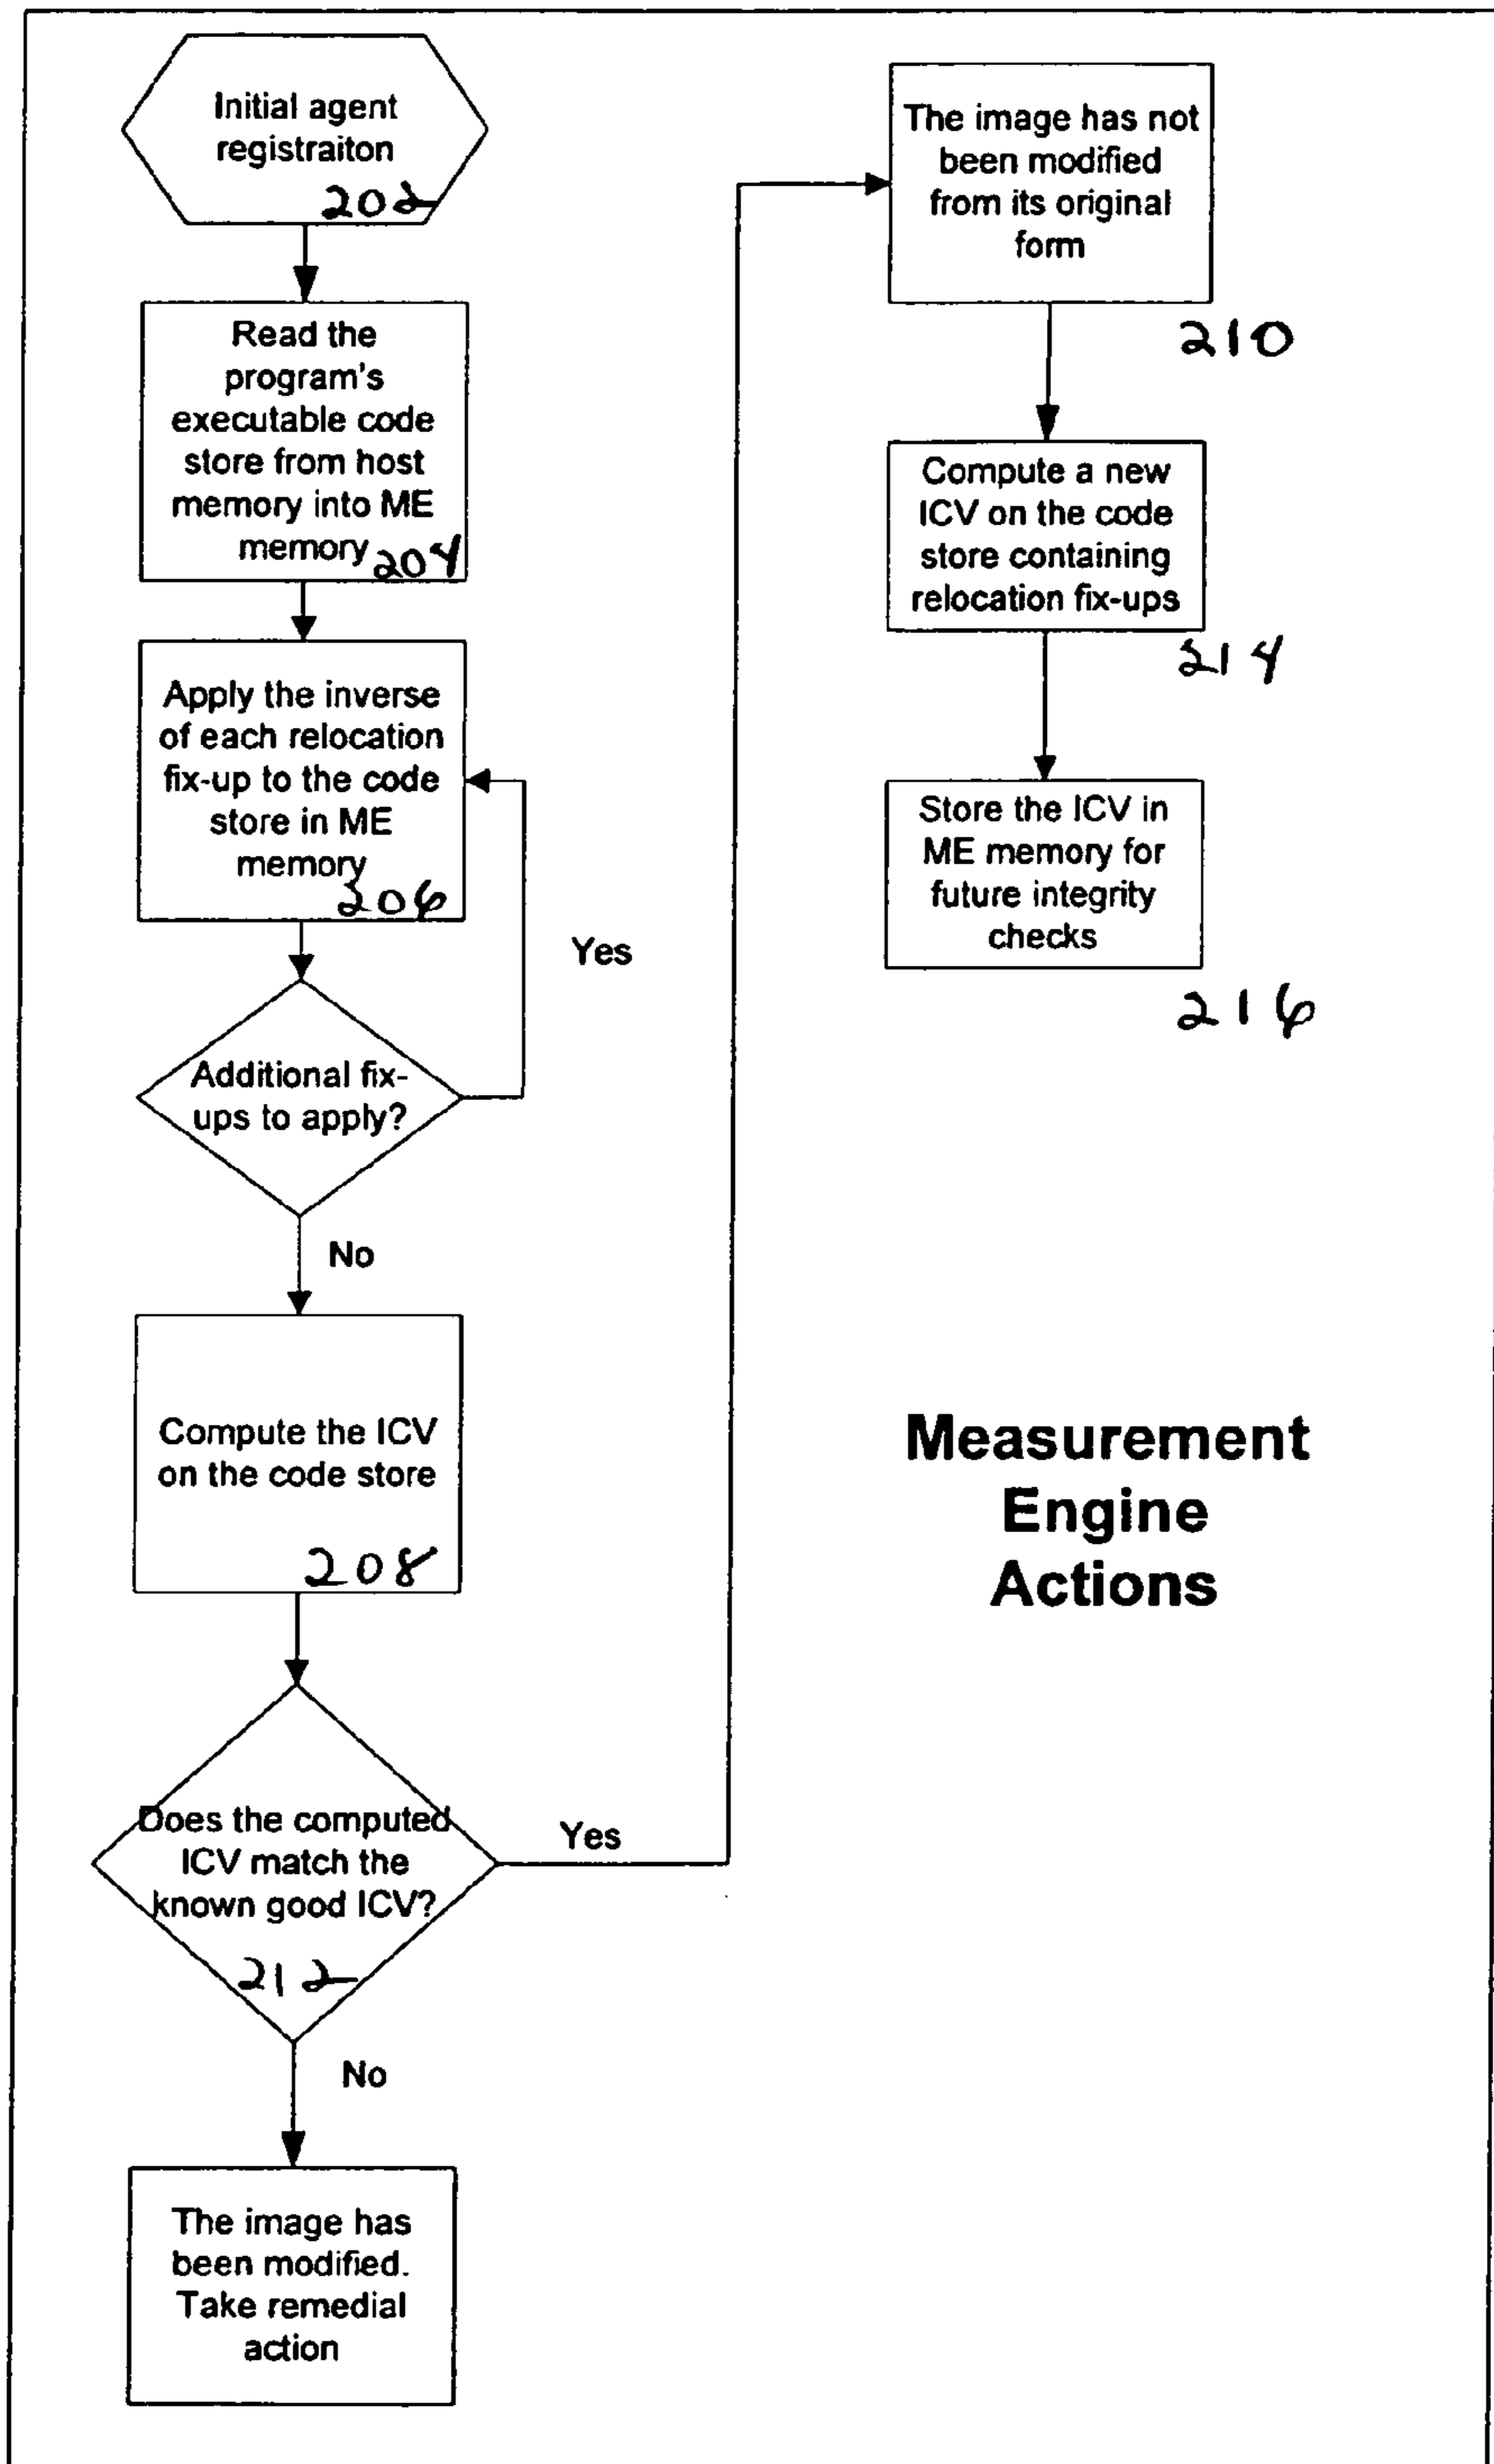 Initial agent
registraiton
202
Read the
program's
executable code
store from host
memory into ME
memory
204
Apply the inverse
of each relocation
fix-up to the code
store in ME
memory
206
Yes
Additional fix-
ups to apply?
No
Compute the ICV
on the code store
208
Does the computed
ICV match the
known good ICV?
212
Yes
No
The image has
been modified.
Take remedial
action
The image has not
been modified
from its original
form
210
Compute a new
ICV on the code
store containing
relocation fix-ups
214
Store the ICV in
ME memory for
future integrity
checks
216
Measurement
Engine
Actions